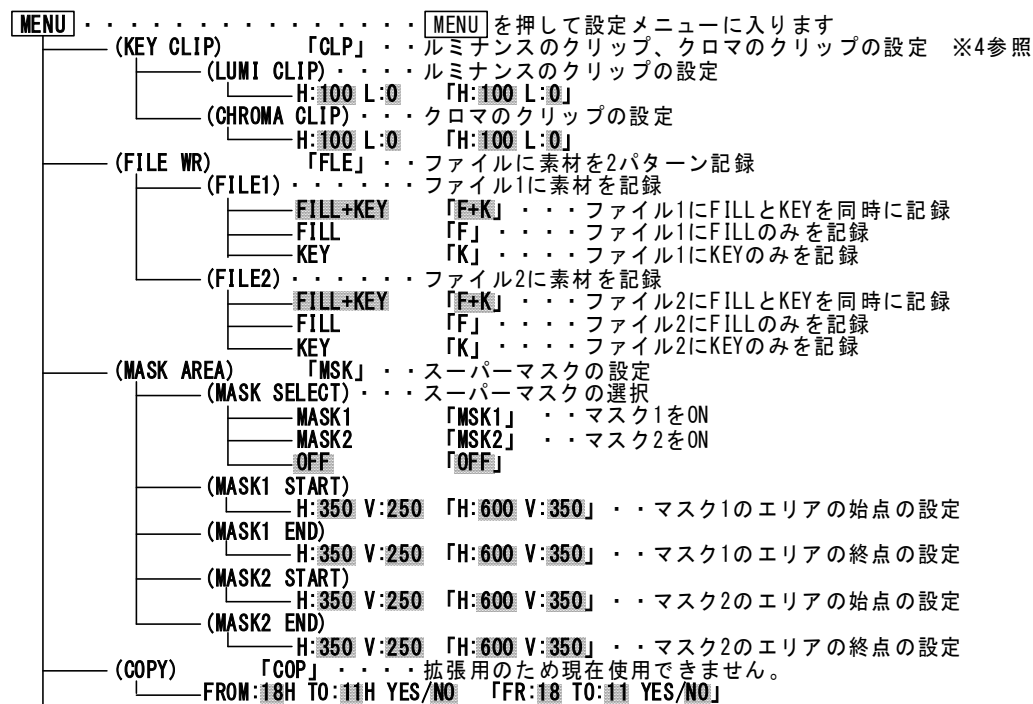 MENU・・・・・・・・・・・・・・MENUを押して設定メニューに入ります
(KEY CLIP) 「CLP」・・ルミナンスのクリップ、クロマのクリップの設定 ※4参照
(LUMI CLIP)・・・・ルミナンスのクリップの設定
H:100 L:0 「H:100 L:0」
(CHROMA CLIP)・・・クロマのクリップの設定
H:100 L:0 「H:100 L:0」
(FILE WR) 「FLE」・・ファイルに素材を2パターン記録
(FILE1)・・・・・・ファイル1に素材を記録
FILL+KEY 「F+K」・・・ファイル1にFILLとKEYを同時に記録
FILL 「F」・・・・ファイル1にFILLのみを記録
KEY 「K」・・・・ファイル1にKEYのみを記録
(FILE2)・・・・・・ファイル2に素材を記録
FILL+KEY 「F+K」・・・ファイル2にFILLとKEYを同時に記録
FILL 「F」・・・・ファイル2にFILLのみを記録
KEY 「K」・・・・ファイル2にKEYのみを記録
(MASK AREA) 「MSK」・・スーパーマスクの設定
(MASK SELECT)・・・スーパーマスクの選択
MASK1 「MSK1」・・マスク1をON
MASK2 「MSK2」・・マスク2をON
OFF 「OFF」
(MASK1 START)
H:350 V:250 「H:600 V:350」・・マスク1のエリアの始点の設定
(MASK1 END)
H:350 V:250 「H:600 V:350」・・マスク1のエリアの終点の設定
(MASK2 START)
H:350 V:250 「H:600 V:350」・・マスク2のエリアの始点の設定
(MASK2 END)
H:350 V:250 「H:600 V:350」・・マスク2のエリアの終点の設定
(COPY) 「COP」・・・・拡張用のため現在使用できません。
FROM:18H TO:11H YES/NO 「FR:18 TO:11 YES/NO」